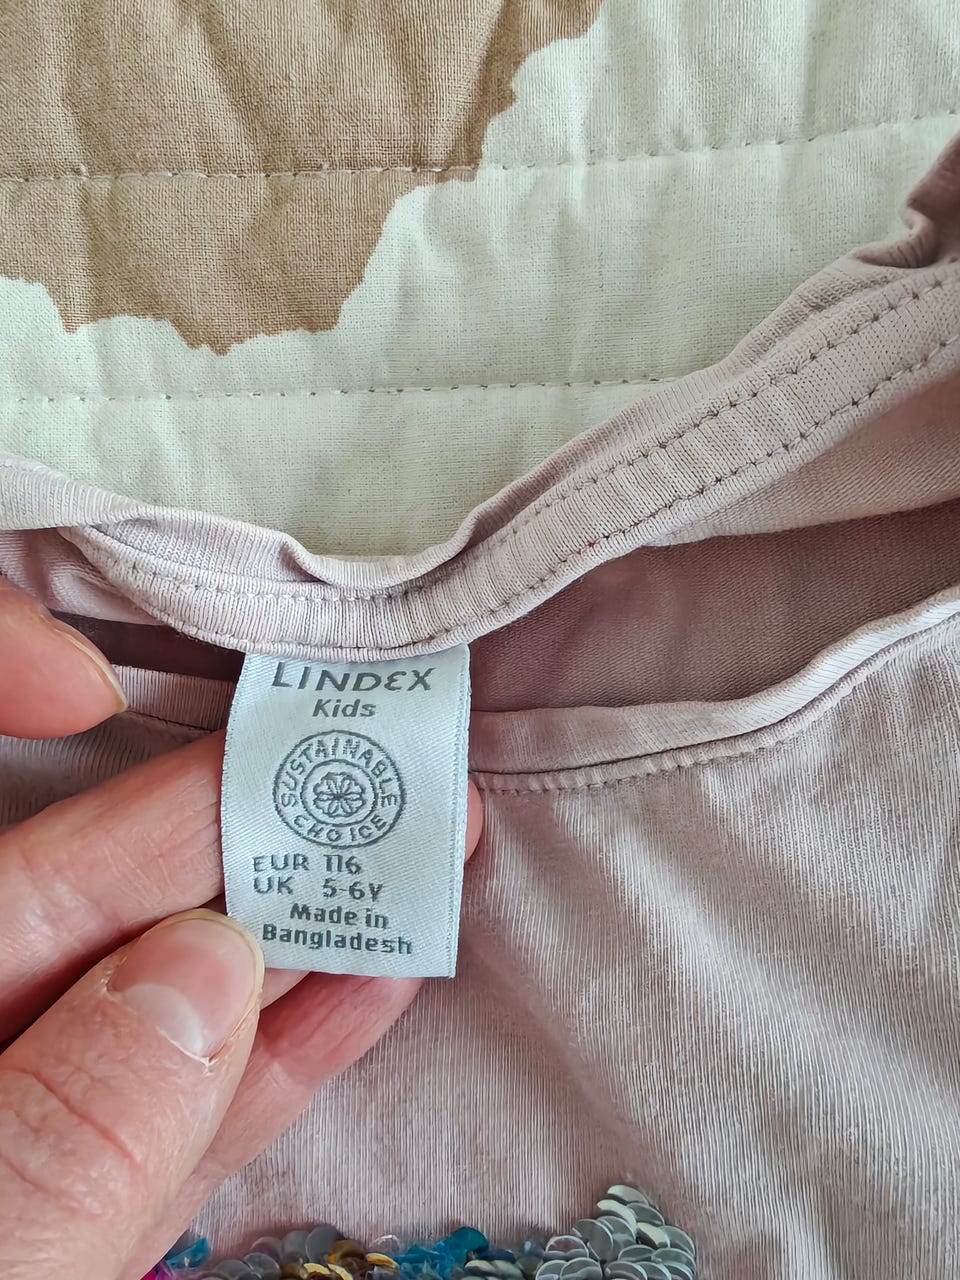 LINDEX
Kids
SUSTAINABLE
CHOICE
EUR 116
UK 5-6Y
Made in
Bangladesh